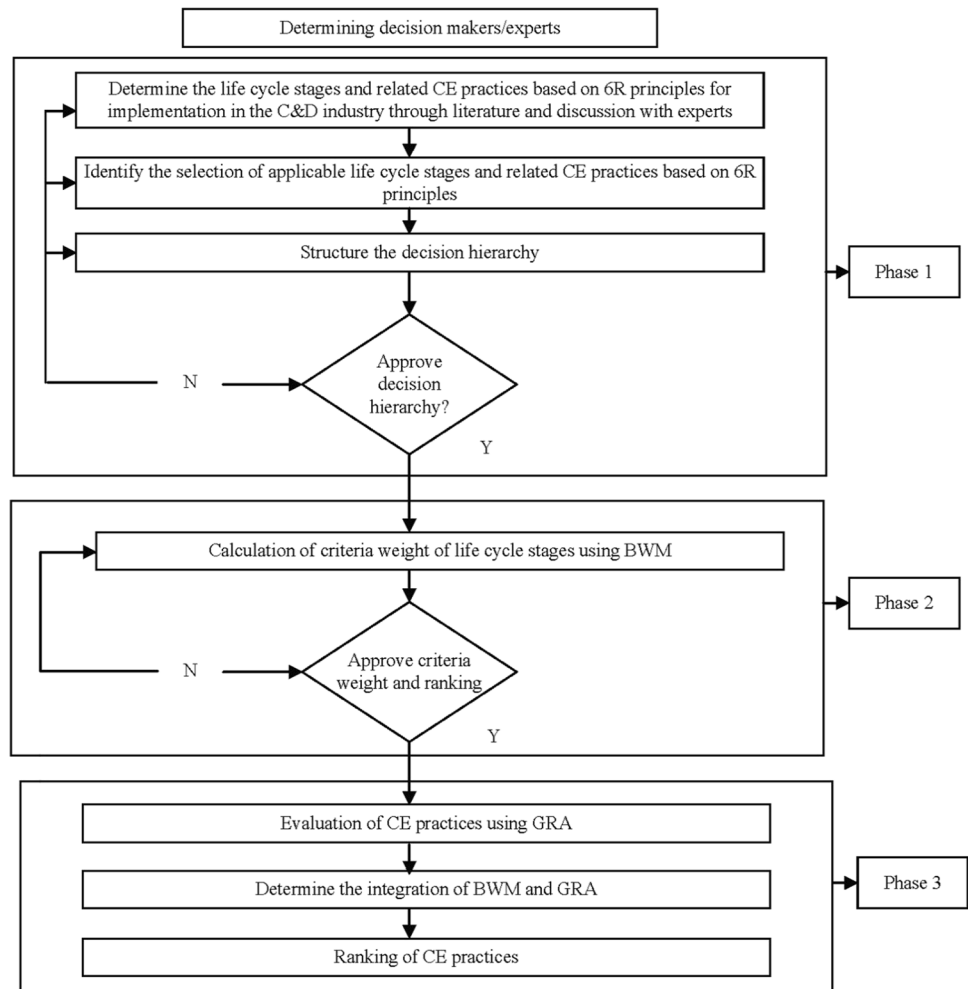 Determining decision makers/experts
Determine the life cycle stages and related CE practices based on 6R principles for
implementation in the C&D industry through literature and discussion with experts
Identify the selection of applicable life cycle stages and related CE practices based on 6R
principles
Structure the decision hierarchy
Phase 1
Approve
decision
hierarchy?
N
Y
Calculation of criteria weight of life cycle stages using BWM
Phase 2
Approve criteria
weight and ranking
N
Y
Evaluation of CE practices using GRA
Determine the integration of BWM and GRA
Phase 3
Ranking of CE practices